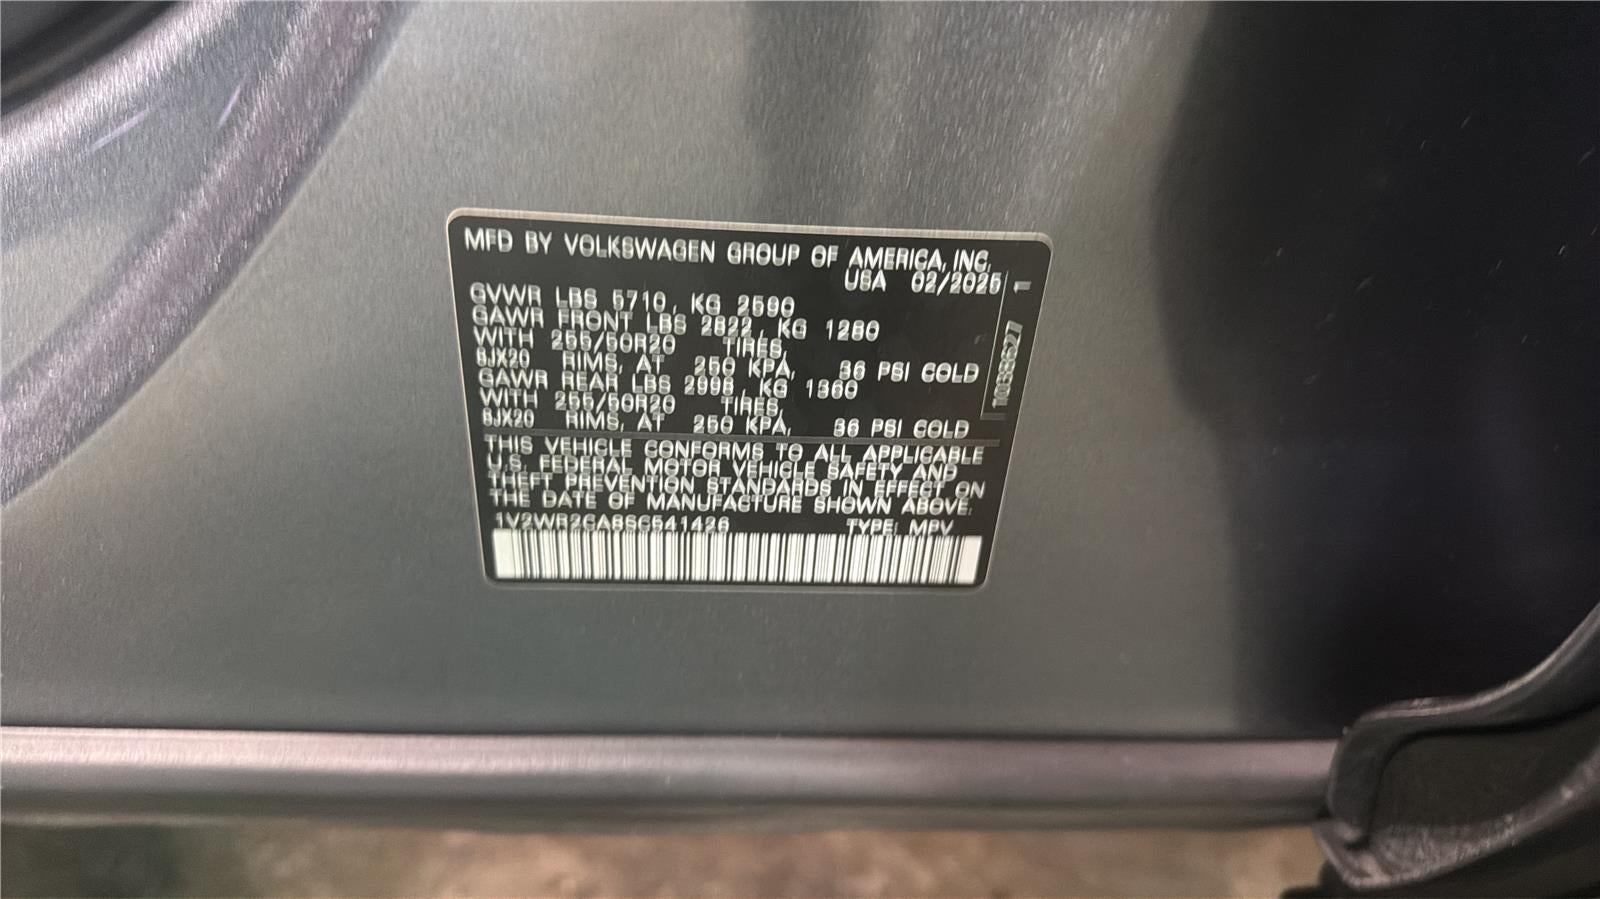 MFD BY VOLKSWAGEN GROUP OF AMERICA, INC.
USA 02/2025
1
GVWR LBS 5710, KG 2590
GAWR FRONT LBS 2822, KG 1280
WITH 255/50R20 TIRES,
8JX20 RIMS, AT 250 KPA, 36 PSI COLD
GAWR REAR LBS 2998, KG 1360
WITH 255/50R20 TIRES,
8JX20 RIMS, AT 250 KPA, 36 PSI COLD
THIS VEHICLE CONFORMS TO ALL APPLICABLE
U.S. FEDERAL MOTOR VEHICLE SAFETY AND
THEFT PREVENTION STANDARDS IN EFFECT ON
THE DATE OF MANUFACTURE SHOWN ABOVE.
1V2WR2CA8SC541426 TYPE: MPV